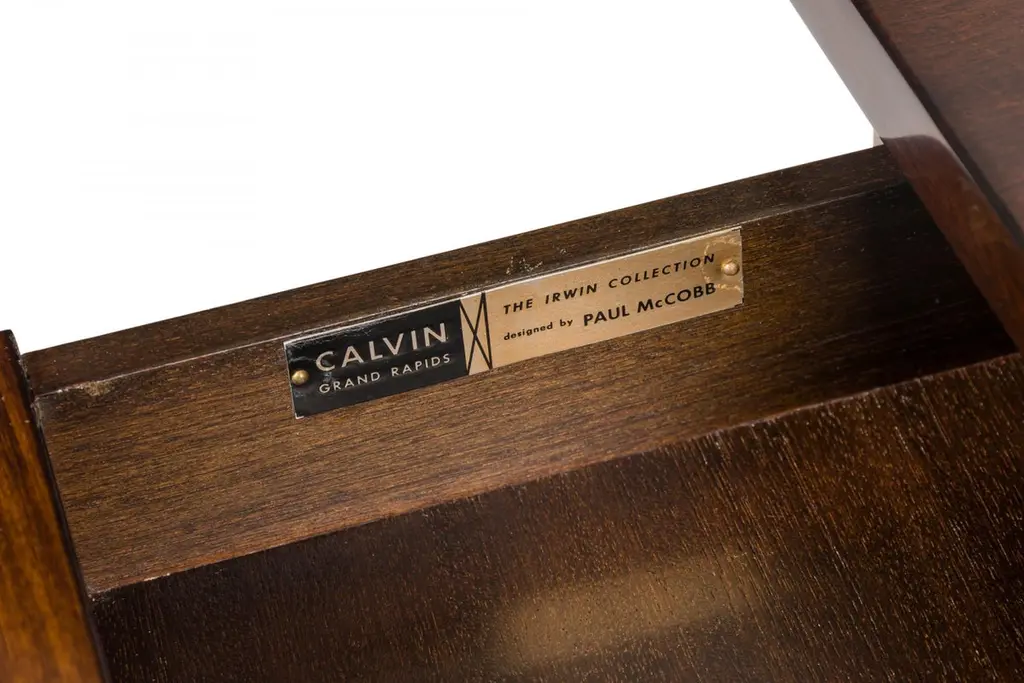 CALVIN
GRAND RAPIDS
THE IRWIN COLLECTION
designed by PAUL McCOBB